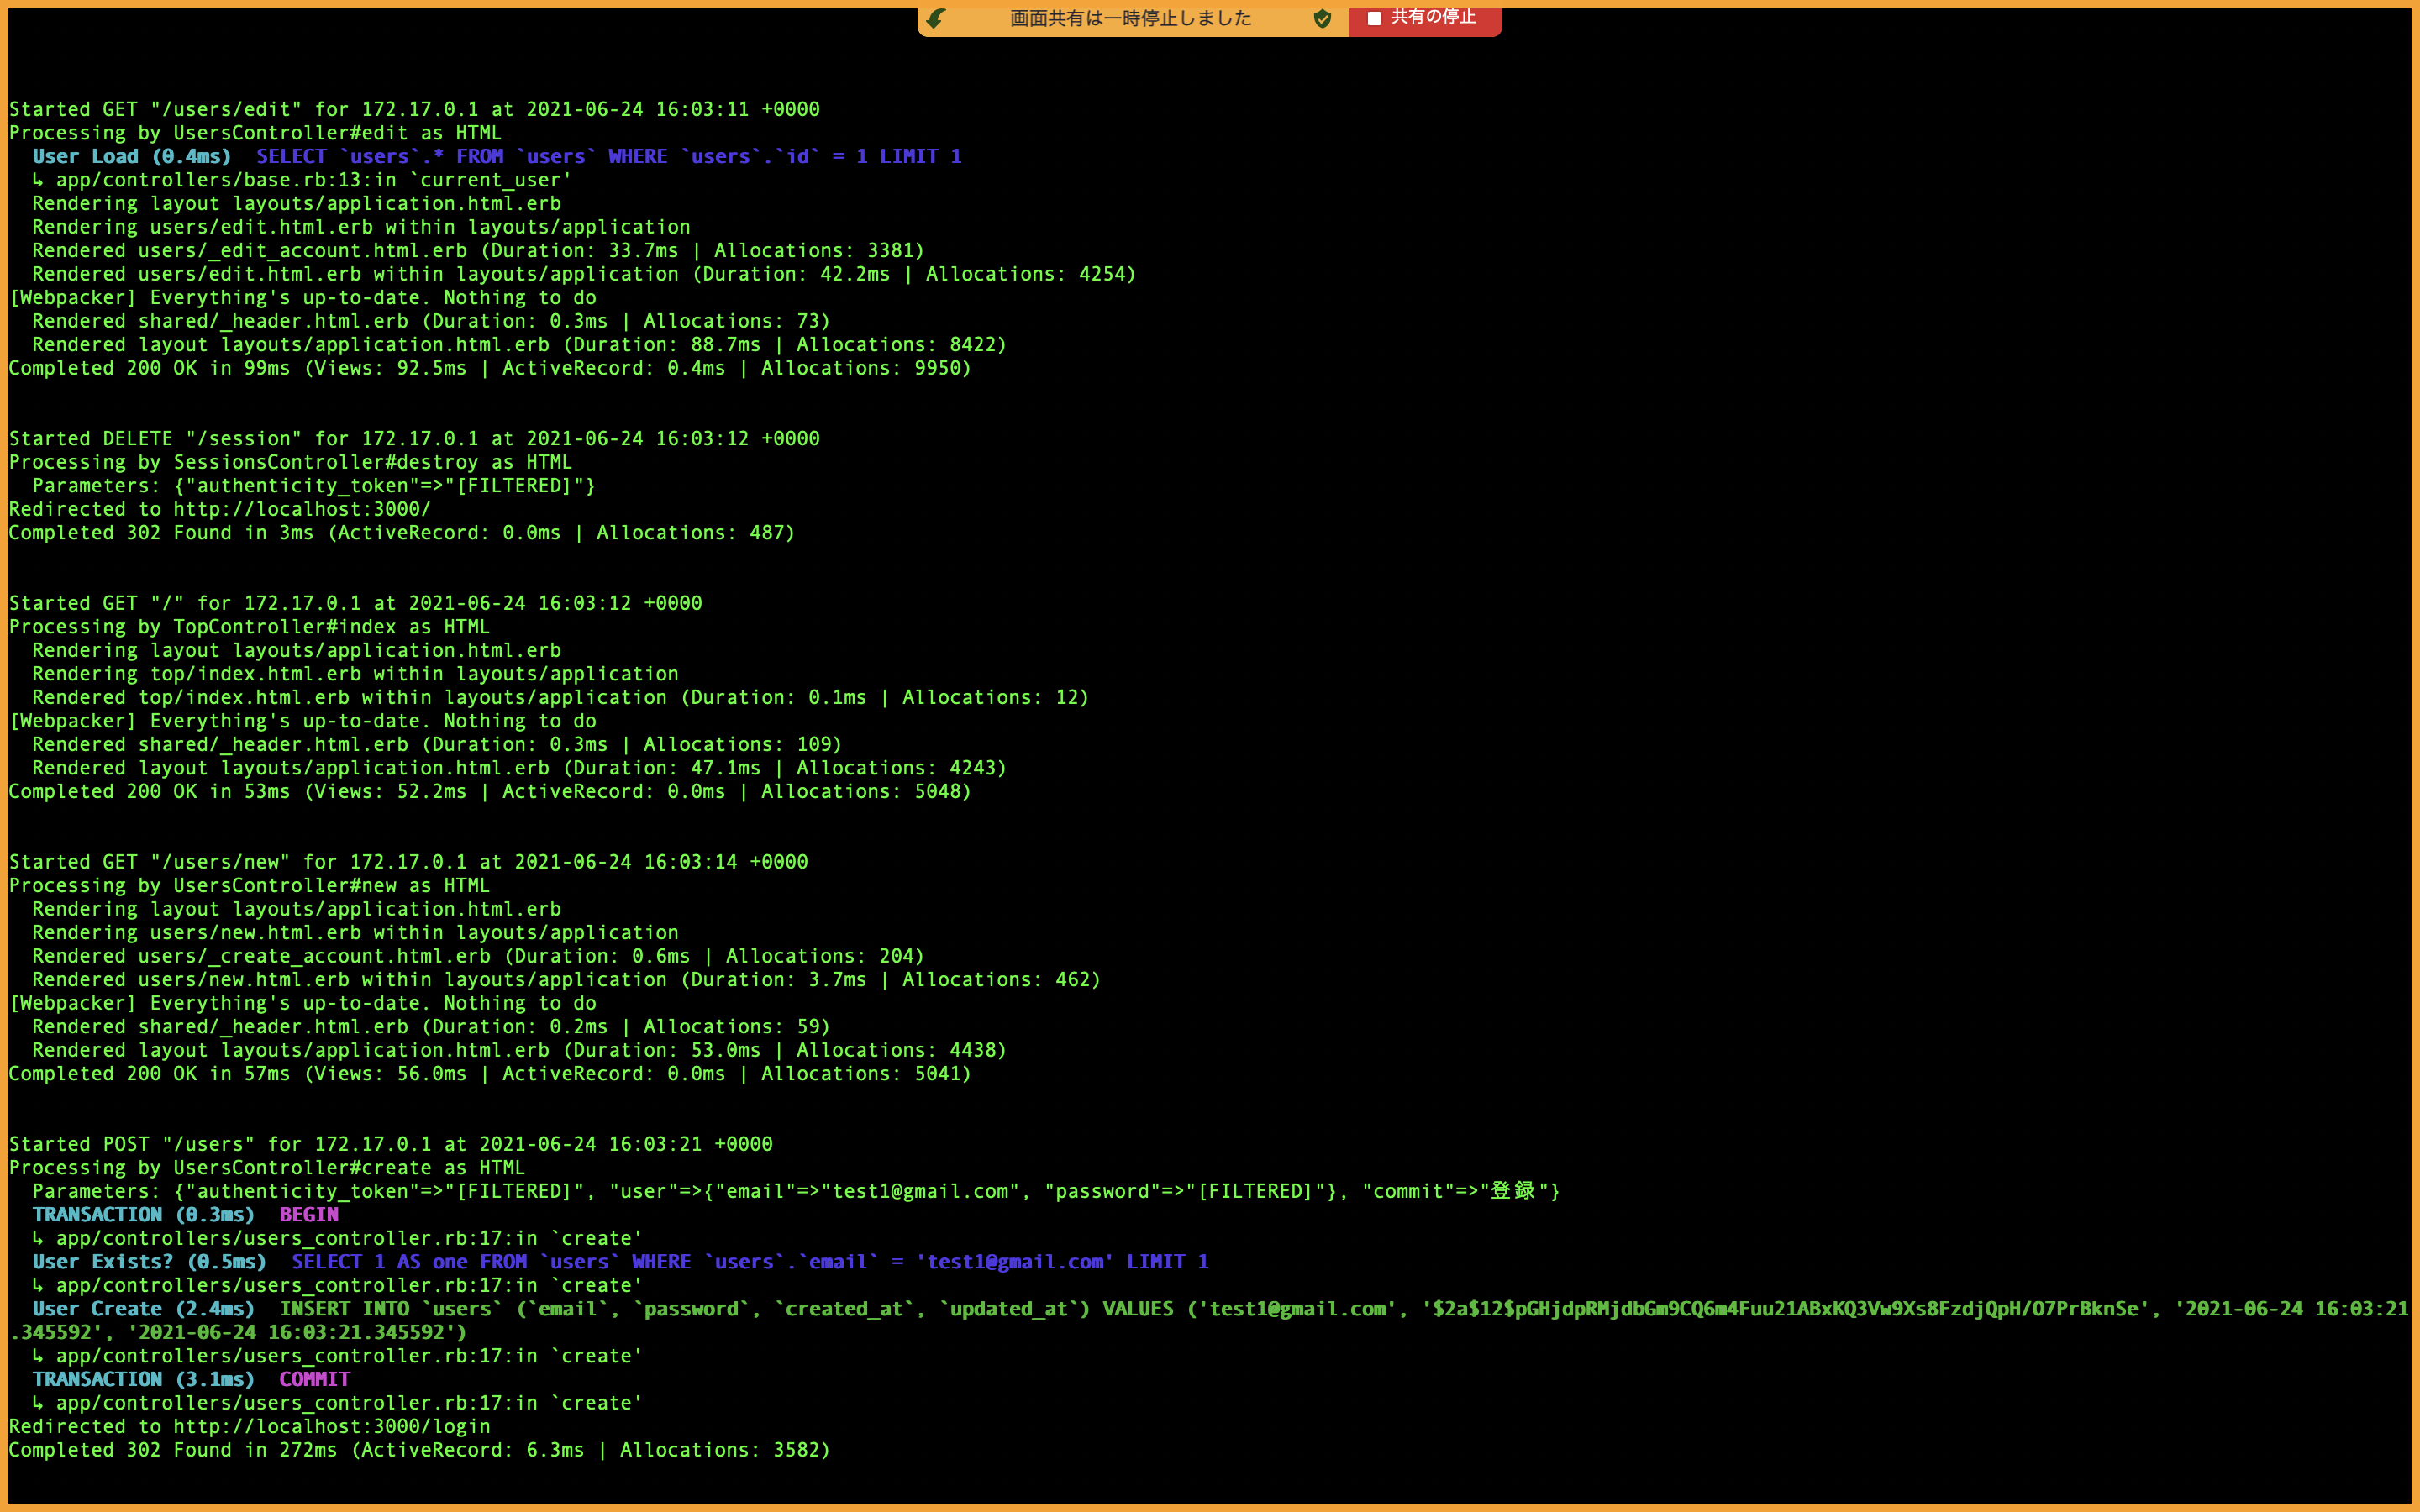 画面共有は一時停止しました 共有の停止
Started GET "/users/edit" for 172.17.0.1 at 2021-06-24 16:03:11 +0000
Processing by UsersController#edit as HTML
  User Load (0.4ms)  SELECT `users`.* FROM `users` WHERE `users`.`id` = 1 LIMIT 1
  ↳ app/controllers/base.rb:13:in `current_user'
  Rendering layout layouts/application.html.erb
  Rendering users/edit.html.erb within layouts/application
  Rendered users/_edit_account.html.erb (Duration: 33.7ms | Allocations: 3381)
  Rendered users/edit.html.erb within layouts/application (Duration: 42.2ms | Allocations: 4254)
[Webpacker] Everything's up-to-date. Nothing to do
  Rendered shared/_header.html.erb (Duration: 0.3ms | Allocations: 73)
  Rendered layout layouts/application.html.erb (Duration: 88.7ms | Allocations: 8422)
Completed 200 OK in 99ms (Views: 92.5ms | ActiveRecord: 0.4ms | Allocations: 9950)
Started DELETE "/session" for 172.17.0.1 at 2021-06-24 16:03:12 +0000
Processing by SessionsController#destroy as HTML
  Parameters: {"authenticity_token"=>"[FILTERED]"}
Redirected to http://localhost:3000/
Completed 302 Found in 3ms (ActiveRecord: 0.0ms | Allocations: 487)
Started GET "/" for 172.17.0.1 at 2021-06-24 16:03:12 +0000
Processing by TopController#index as HTML
  Rendering layout layouts/application.html.erb
  Rendering top/index.html.erb within layouts/application
  Rendered top/index.html.erb within layouts/application (Duration: 0.1ms | Allocations: 12)
[Webpacker] Everything's up-to-date. Nothing to do
  Rendered shared/_header.html.erb (Duration: 0.3ms | Allocations: 109)
  Rendered layout layouts/application.html.erb (Duration: 47.1ms | Allocations: 4243)
Completed 200 OK in 53ms (Views: 52.2ms | ActiveRecord: 0.0ms | Allocations: 5048)
Started GET "/users/new" for 172.17.0.1 at 2021-06-24 16:03:14 +0000
Processing by UsersController#new as HTML
  Rendering layout layouts/application.html.erb
  Rendering users/new.html.erb within layouts/application
  Rendered users/_create_account.html.erb (Duration: 0.6ms | Allocations: 204)
  Rendered users/new.html.erb within layouts/application (Duration: 3.7ms | Allocations: 462)
[Webpacker] Everything's up-to-date. Nothing to do
  Rendered shared/_header.html.erb (Duration: 0.2ms | Allocations: 59)
  Rendered layout layouts/application.html.erb (Duration: 53.0ms | Allocations: 4438)
Completed 200 OK in 57ms (Views: 56.0ms | ActiveRecord: 0.0ms | Allocations: 5041)
Started POST "/users" for 172.17.0.1 at 2021-06-24 16:03:21 +0000
Processing by UsersController#create as HTML
  Parameters: {"authenticity_token"=>"[FILTERED]", "user"=>{"email"=>"test1@gmail.com", "password"=>"[FILTERED]"}, "commit"=>"登録"}
  TRANSACTION (0.3ms)  BEGIN
  ↳ app/controllers/users_controller.rb:17:in `create'
  User Exists? (0.5ms)  SELECT 1 AS one FROM `users` WHERE `users`.`email` = 'test1@gmail.com' LIMIT 1
  ↳ app/controllers/users_controller.rb:17:in `create'
  User Create (2.4ms)  INSERT INTO `users` (`email`, `password`, `created_at`, `updated_at`) VALUES ('test1@gmail.com', '$2a$12$pGHjdpRMjdbGm9CQ6m4Fuu21ABxKQ3Vw9Xs8FzdjQpH/O7PrBknSe', '2021-06-24 16:03:21
.345592', '2021-06-24 16:03:21.345592')
  ↳ app/controllers/users_controller.rb:17:in `create'
  TRANSACTION (3.1ms)  COMMIT
  ↳ app/controllers/users_controller.rb:17:in `create'
Redirected to http://localhost:3000/login
Completed 302 Found in 272ms (ActiveRecord: 6.3ms | Allocations: 3582)